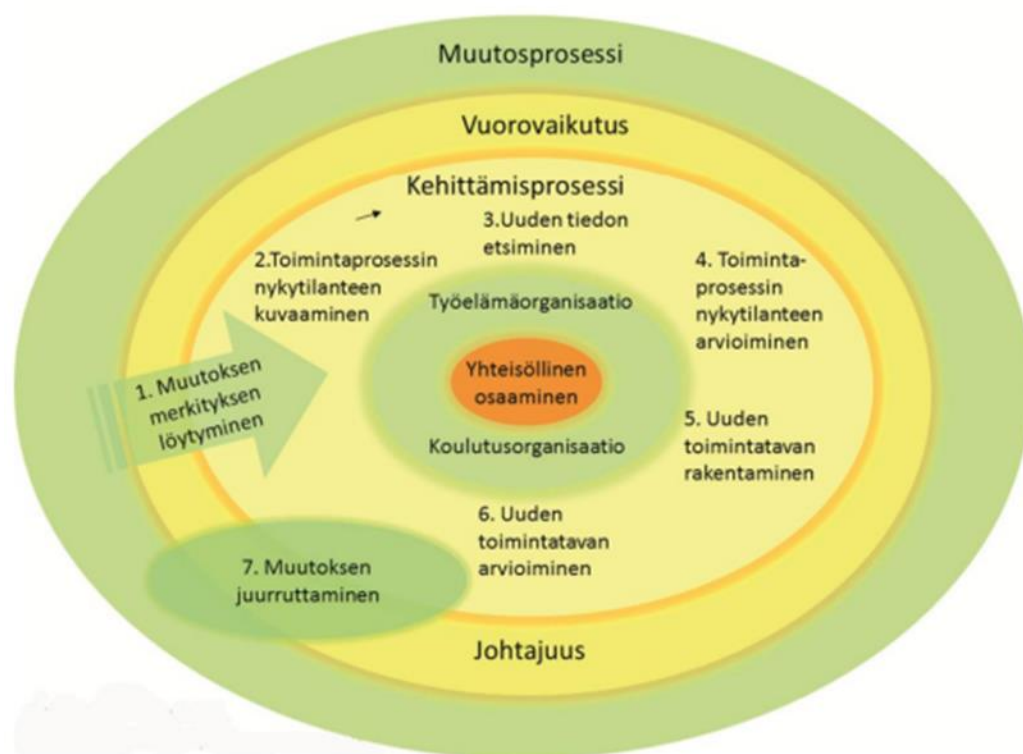 Muutosprosessi
Vuorovaikutus
Kehittämisprosessi
3.Uuden tiedon
etsiminen
2.Toimintaprosessin
nykytilanteen
kuvaaminen
4. Toiminta-
prosessin
nykytilanteen
arvioiminen
Työelämäorganisaatio
1. Muutoksen
merkityksen
löytyminen
Yhteisöllinen
osaaminen
5. Uuden
toimintatavan
rakentaminen
Koulutusorganisaatio
6. Uuden
toimintatavan
arvioiminen
7. Muutoksen
juurruttaminen
Johtajuus